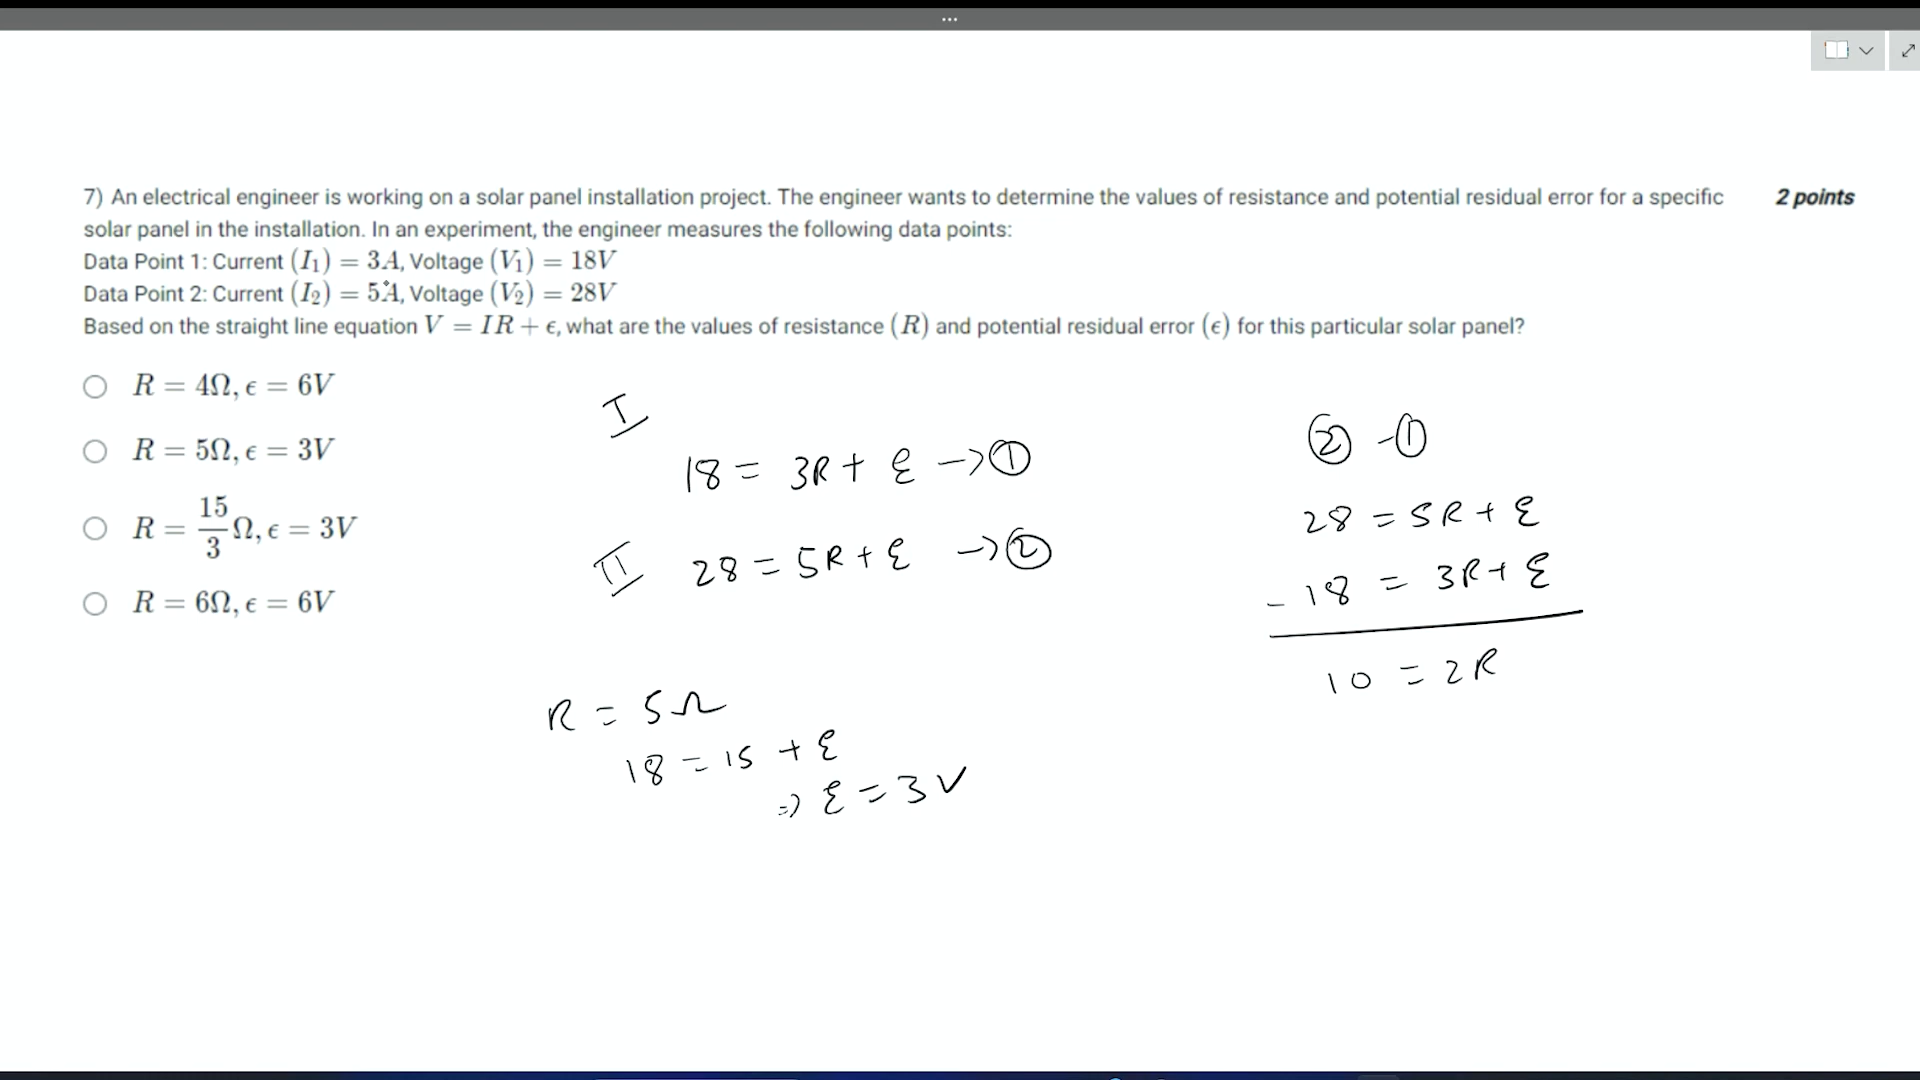 ...
7) An electrical engineer is working on a solar panel installation project. The engineer wants to determine the values of resistance and potential residual error for a specific 2 points
solar panel in the installation. In an experiment, the engineer measures the following data points:
Data Point 1: Current (I₁) = 3A, Voltage (V₁) = 18V
Data Point 2: Current (I₂) = 5A, Voltage (V₂) = 28V
Based on the straight line equation V = IR + ϵ, what are the values of resistance (R) and potential residual error (ϵ) for this particular solar panel?
R = 4Ω, ϵ = 6V
R = 5Ω, ϵ = 3V
R = 15/3 Ω, ϵ = 3V
R = 6Ω, ϵ = 6V
I
18 = 3R + ε → ①
II 28 = 5R + ε → ②
R = 5Ω
18 = 15 + ε
⇒ ε = 3V
② - ①
28 = 5R + ε
- 18 = 3R + ε
10 = 2R